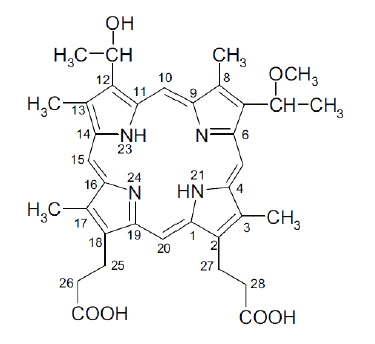 OH
H₃C CH
12 11 10 9 8 CH₃
OCH₃
H₃C 13 CH CH₃
14 NH N 6
23
15
16 24 N 21 HN 4
H₃C 17 CH₃
18 19 20 1 2 3
25 27
26 28
COOH COOH